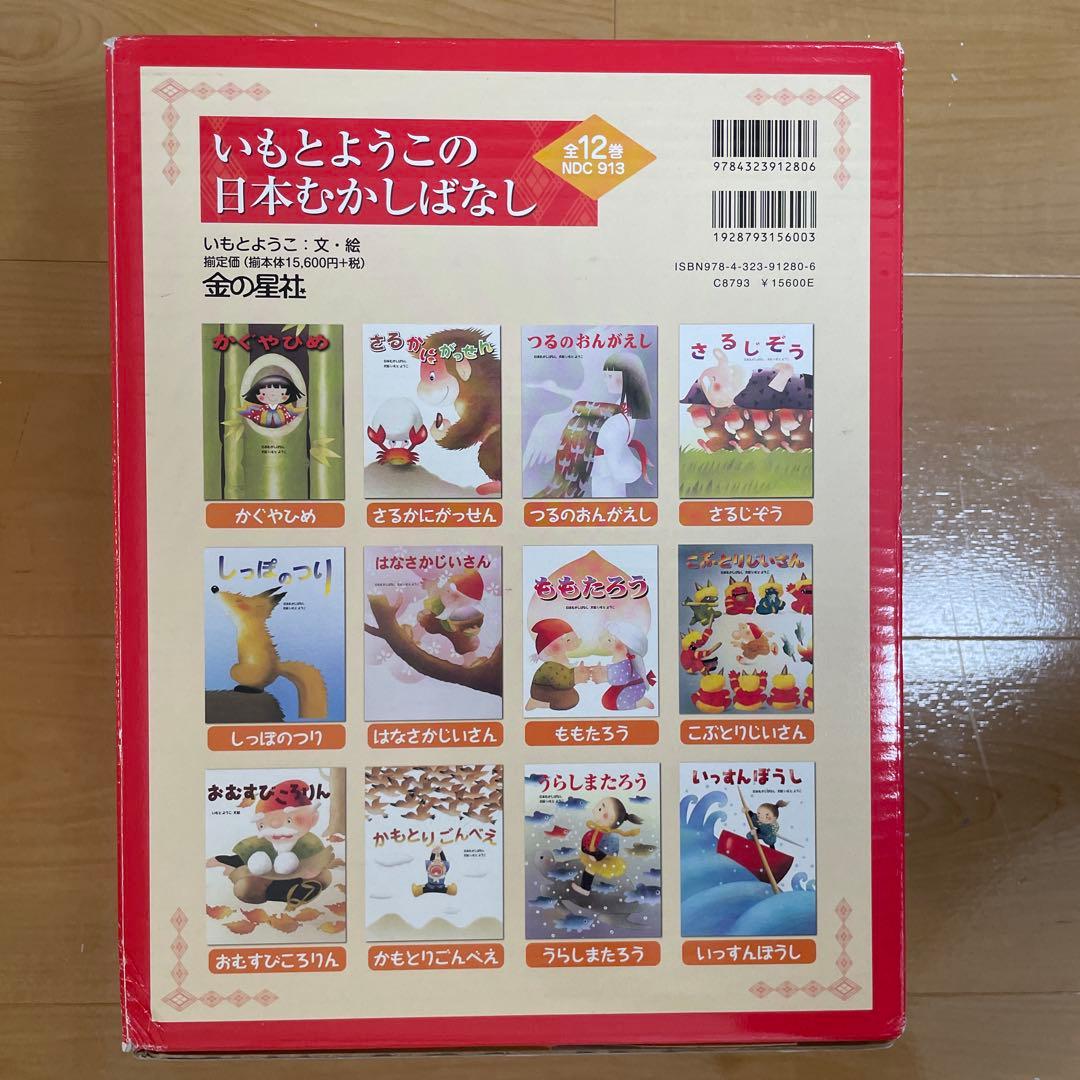 いもとようこの
日本むかしばなし
全12巻
NDC 913
9784323912806
1928793156003
いもとようこ：文・絵
揃定価（揃本体15,600円+税）
金の星社
ISBN978-4-323-91280-6
C8793 ￥15600E
かぐやひめ
さるかにがっせん
つるのおんがえし
さるじぞう
かぐやひめ
さるかにがっせん
つるのおんがえし
さるじぞう
しっぽのつり
はなさかじいさん
ももたろう
こぶとりじいさん
しっぽのつり
はなさかじいさん
ももたろう
こぶとりじいさん
おむすびころりん
いもとようこ 文絵
かもとりごんべえ
うらしまたろう
いっすんぼうし
おむすびころりん
かもとりごんべえ
うらしまたろう
いっすんぼうし